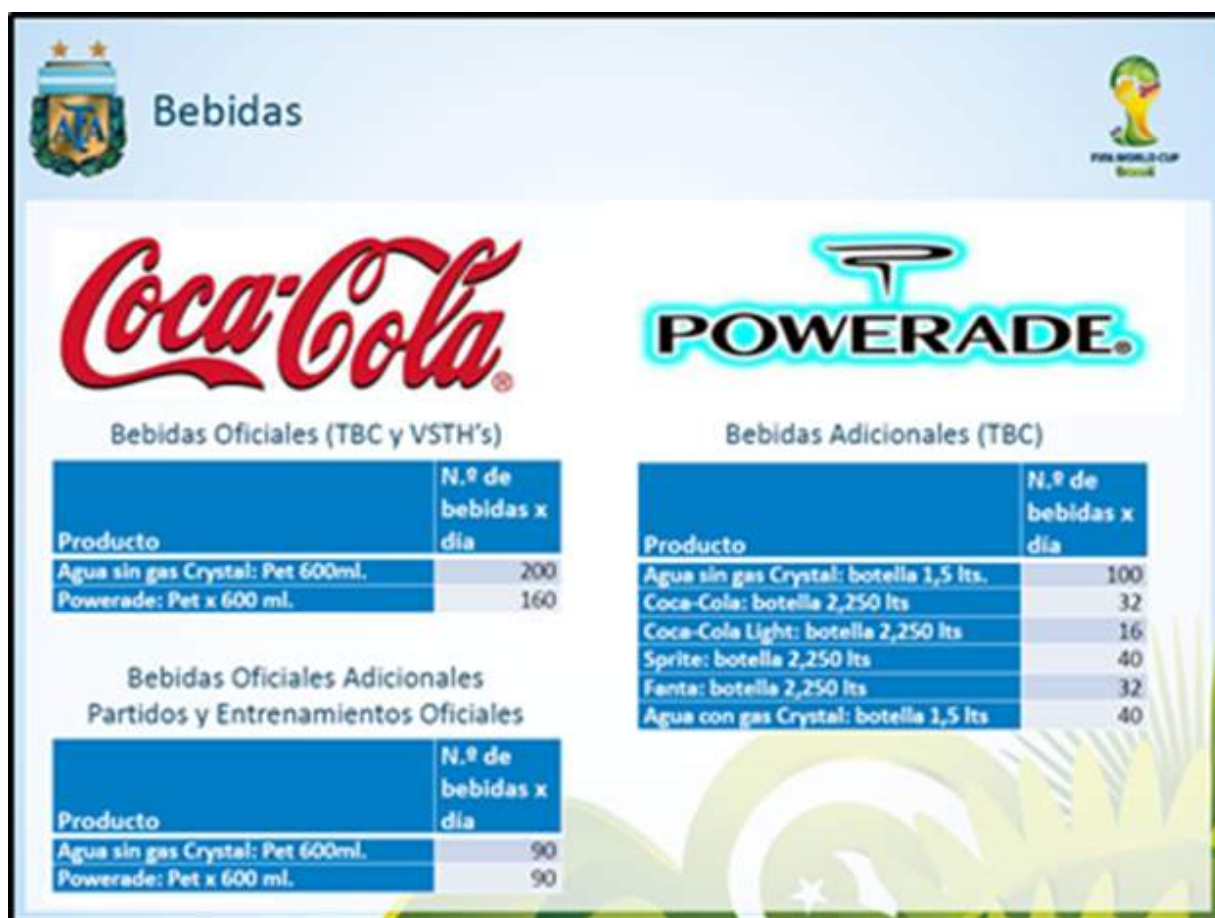 AFA
Bebidas
FIFA WORLD CUP
Brasil
Coca-Cola®
POWERADE®
Bebidas Oficiales (TBC y VSTH's)
Producto N.º de bebidas x día
Agua sin gas Crystal: Pet 600ml. 200
Powerade: Pet x 600 ml. 160
Bebidas Oficiales Adicionales
Partidos y Entrenamientos Oficiales
Producto N.º de bebidas x día
Agua sin gas Crystal: Pet 600ml. 90
Powerade: Pet x 600 ml. 90
Bebidas Adicionales (TBC)
Producto N.º de bebidas x día
Agua sin gas Crystal: botella 1,5 lts. 100
Coca-Cola: botella 2,250 lts 32
Coca-Cola Light: botella 2,250 lts 16
Sprite: botella 2,250 lts 40
Fanta: botella 2,250 lts 32
Agua con gas Crystal: botella 1,5 lts 40